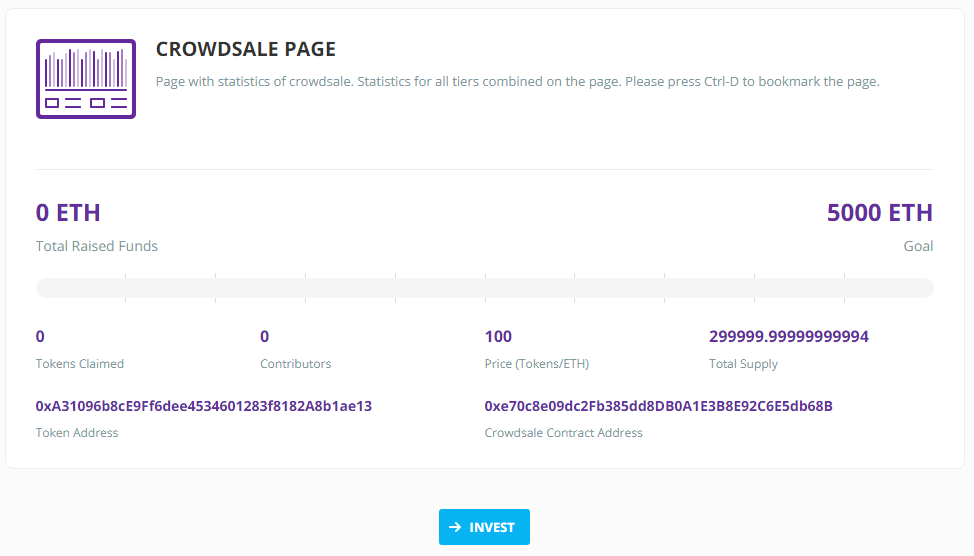 CROWDSALE PAGE
Page with statistics of crowdsale. Statistics for all tiers combined on the page. Please press Ctrl-D to bookmark the page.
0 ETH
5000 ETH
Total Raised Funds
Goal
0
0
100
299999.99999999994
Tokens Claimed
Contributors
Price (Tokens/ETH)
Total Supply
0xA31096b8cE9Ff6dee4534601283f8182A8b1ae13
0xe70c8e09dc2Fb385dd8DB0A1E3B8E92C6E5db68B
Token Address
Crowdsale Contract Address
INVEST